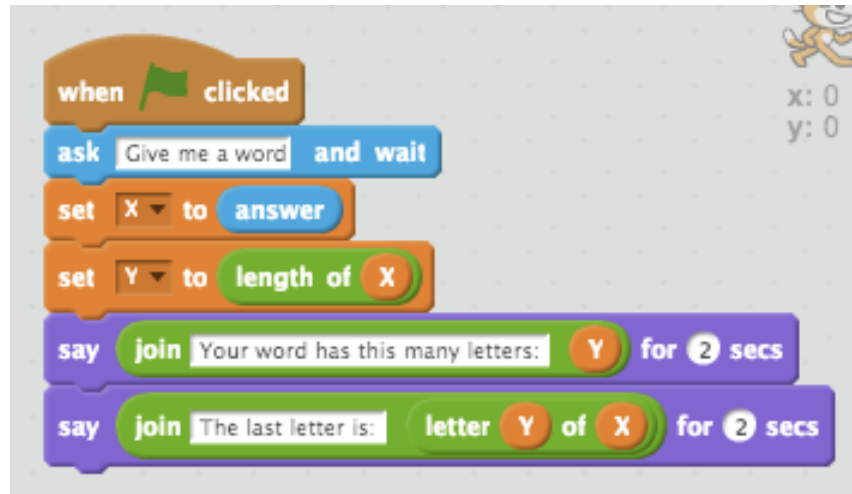 when clicked
x: 0
y: 0
ask Give me a word and wait
set X to answer
set Y to length of X
say join Your word has this many letters: Y for 2 secs
say join The last letter is: letter Y of X for 2 secs